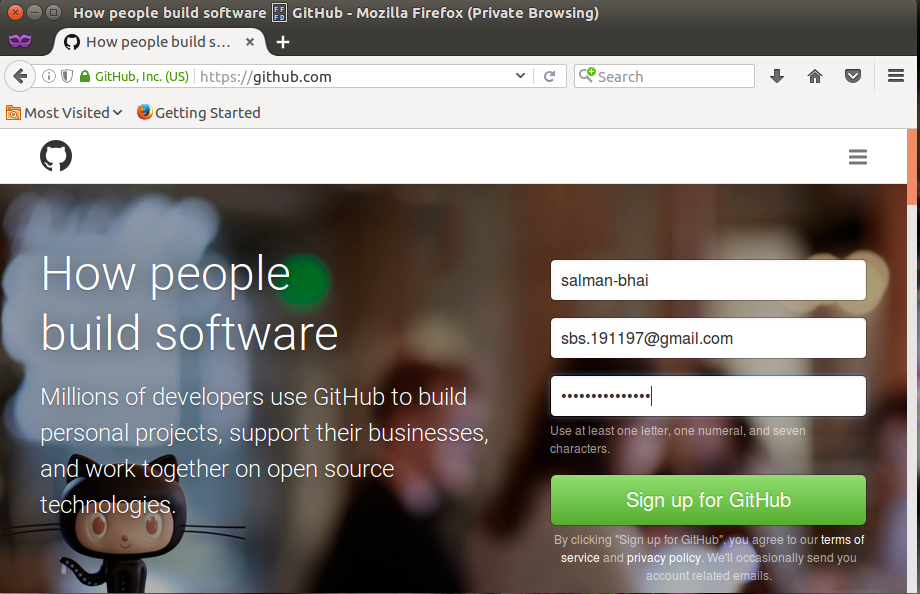 How people build software FFFD GitHub - Mozilla Firefox (Private Browsing)
How people build s...
GitHub, Inc. (US) https://github.com Search
Most Visited Getting Started
How people
build software
Millions of developers use GitHub to build
personal projects, support their businesses,
and work together on open source
technologies.
salman-bhai
sbs.191197@gmail.com
•••••••••••••••
Use at least one letter, one numeral, and seven
characters.
Sign up for GitHub
By clicking "Sign up for GitHub", you agree to our terms of
service and privacy policy. We'll occasionally send you
account related emails.